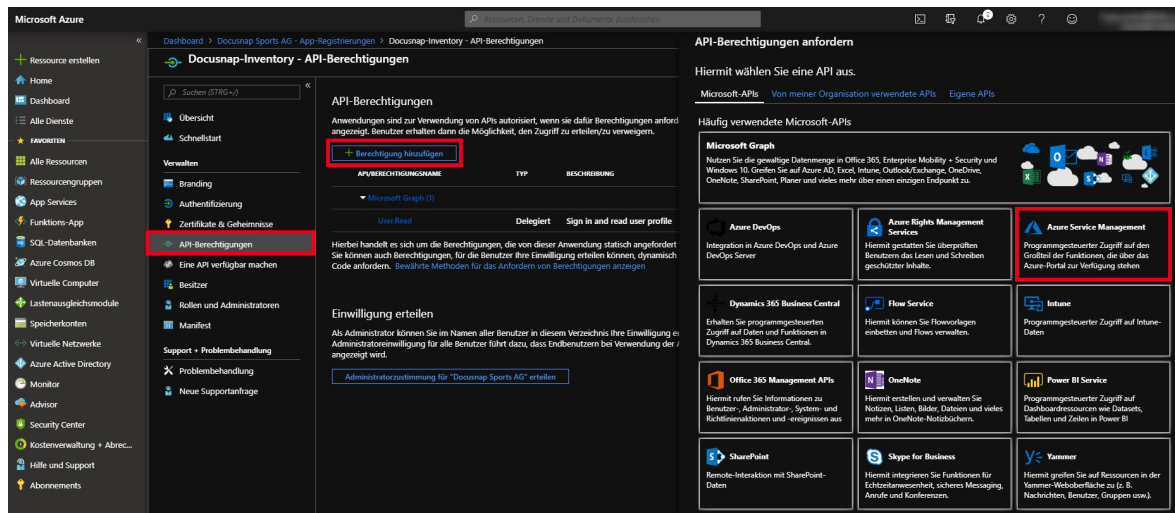 Microsoft Azure
Ressourcen, Dienste und Dokumente durchsuchen
2
?
«
Ressource erstellen
Home
Dashboard
Alle Dienste
FAVORITEN
Alle Ressourcen
Ressourcengruppen
App Services
Funktions-App
SQL-Datenbanken
Azure Cosmos DB
Virtuelle Computer
Lastenausgleichsmodule
Speicherkonten
Virtuelle Netzwerke
Azure Active Directory
Monitor
Advisor
Security Center
Kostenverwaltung + Abrec...
Hilfe und Support
Abonnements
Dashboard > Docusnap Sports AG - App-Registrierungen > Docusnap-Inventory - API-Berechtigungen
Docusnap-Inventory - API-Berechtigungen
Suchen (STRG+/)
«
Übersicht
Schnellstart
Verwalten
Branding
Authentifizierung
Zertifikate & Geheimnisse
API-Berechtigungen
Eine API verfügbar machen
Besitzer
Rollen und Administratoren
Manifest
Support + Problembehandlung
Problembehandlung
Neue Supportanfrage
API-Berechtigungen
Anwendungen sind zur Verwendung von APIs autorisiert, wenn sie dafür Berechtigungen anford
angezeigt. Benutzer erhalten dann die Möglichkeit, den Zugriff zu erteilen/zu verweigern.
+ Berechtigung hinzufügen
API/BERECHTIGUNGSNAME TYP BESCHREIBUNG
Microsoft Graph (1)
User.Read Delegiert Sign in and read user profile
Hierbei handelt es sich um die Berechtigungen, die von dieser Anwendung statisch angefordert
Sie können auch Berechtigungen, für die Benutzer Ihre Einwilligung erteilen können, dynamisch
Code anfordern. Bewährte Methoden für das Anfordern von Berechtigungen anzeigen
Einwilligung erteilen
Als Administrator können Sie im Namen aller Benutzer in diesem Verzeichnis Ihre Einwilligung e
Administratoreinwilligung für alle Benutzer führt dazu, dass Endbenutzern bei Verwendung der A
angezeigt wird.
Administratorzustimmung für "Docusnap Sports AG" erteilen
API-Berechtigungen anfordern
Hiermit wählen Sie eine API aus.
Microsoft-APIs Von meiner Organisation verwendete APIs Eigene APIs
Häufig verwendete Microsoft-APIs
Microsoft Graph
Nutzen Sie die gewaltige Datenmenge in Office 365, Enterprise Mobility + Security und
Windows 10. Greifen Sie auf Azure AD, Excel, Intune, Outlook/Exchange, OneDrive,
OneNote, SharePoint, Planer und vieles mehr über einen einzigen Endpunkt zu.
Azure DevOps
Integration in Azure DevOps und Azure
DevOps Server
Azure Rights Management
Services
Hiermit gestatten Sie überprüften
Benutzern das Lesen und Schreiben
geschützter Inhalte.
Azure Service Management
Programmgesteuerter Zugriff auf den
Großteil der Funktionen, die über das
Azure-Portal zur Verfügung stehen
Dynamics 365 Business Central
Erhalten Sie programmgesteuerten
Zugriff auf Daten und Funktionen in
Dynamics 365 Business Central.
Flow Service
Hiermit können Sie Flowvorlagen
einbetten und Flows verwalten.
Intune
Programmgesteuerter Zugriff auf Intune-
Daten
Office 365 Management APIs
Hiermit rufen Sie Informationen zu
Benutzer-, Administrator-, System- und
Richtlinienaktionen und -ereignissen aus
OneNote
Hiermit erstellen und verwalten Sie
Notizen, Listen, Bilder, Dateien und vieles
mehr in OneNote-Notizbüchern.
Power BI Service
Programmgesteuerter Zugriff auf
Dashboardressourcen wie Datasets,
Tabellen und Zeilen in Power BI
SharePoint
Remote-Interaktion mit SharePoint-
Daten
Skype for Business
Hiermit integrieren Sie Funktionen für
Echtzeitanwesenheit, sicheres Messaging,
Anrufe und Konferenzen.
Yammer
Hiermit greifen Sie auf Ressourcen in der
Yammer-Weboberfläche zu (z. B.
Nachrichten, Benutzer, Gruppen usw.).